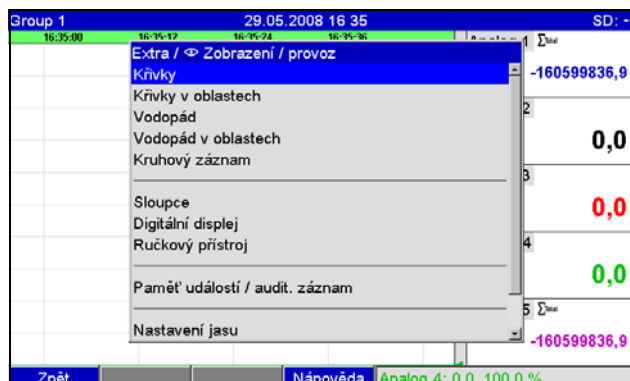 Group 1 29.05.2008 16 35 SD: -
16:35:00 16:35:12 16:35:24 16:35:36
1 Σ
Extra / Zobrazení / provoz
Křivky
-160599836,9
Křivky v oblastech
Vodopád
2
Vodopád v oblastech
0,0
Kruhový záznam
3
Sloupce
0,0
Digitální displej
Ručkový přístroj
4
0,0
Paměť událostí / audit. záznam
5 Σ
Nastavení jasu
-160599836,9
Zpět Nápověda Analog 4: 0,0 100,0 %